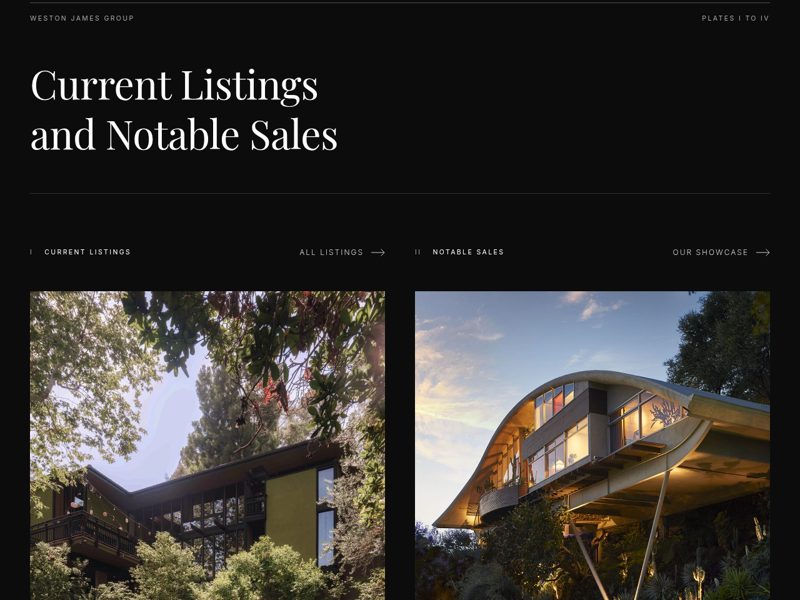 WESTON JAMES GROUP
PLATES I TO IV
Current Listings
and Notable Sales
I CURRENT LISTINGS
ALL LISTINGS
II NOTABLE SALES
OUR SHOWCASE